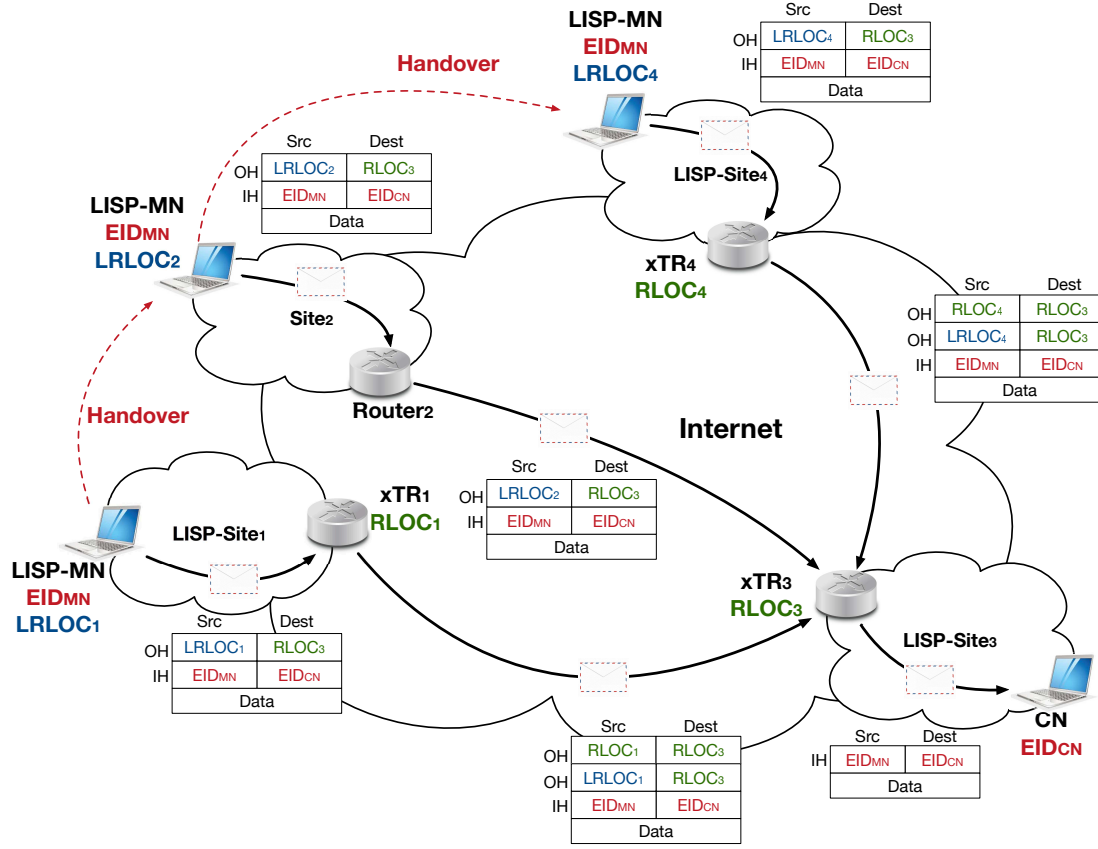 LISP-MN
EIDMN
LRLOC4
Src Dest
OH LRLOC4 RLOC3
IH EIDMN EIDCN
Data
Handover
LISP-Site4
Src Dest
OH LRLOC2 RLOC3
IH EIDMN EIDCN
Data
LISP-MN
EIDMN
LRLOC2
Site2
Router2
xTR4
RLOC4
Src Dest
OH RLOC4 RLOC3
OH LRLOC4 RLOC3
IH EIDMN EIDCN
Data
Handover
Internet
Src Dest
OH LRLOC2 RLOC3
IH EIDMN EIDCN
Data
xTR1
RLOC1
LISP-Site1
LISP-MN
EIDMN
LRLOC1
Src Dest
OH LRLOC1 RLOC3
IH EIDMN EIDCN
Data
xTR3
RLOC3
LISP-Site3
CN
EIDCN
Src Dest
OH RLOC1 RLOC3
OH LRLOC1 RLOC3
IH EIDMN EIDCN
Data
Src Dest
IH EIDMN EIDCN
Data